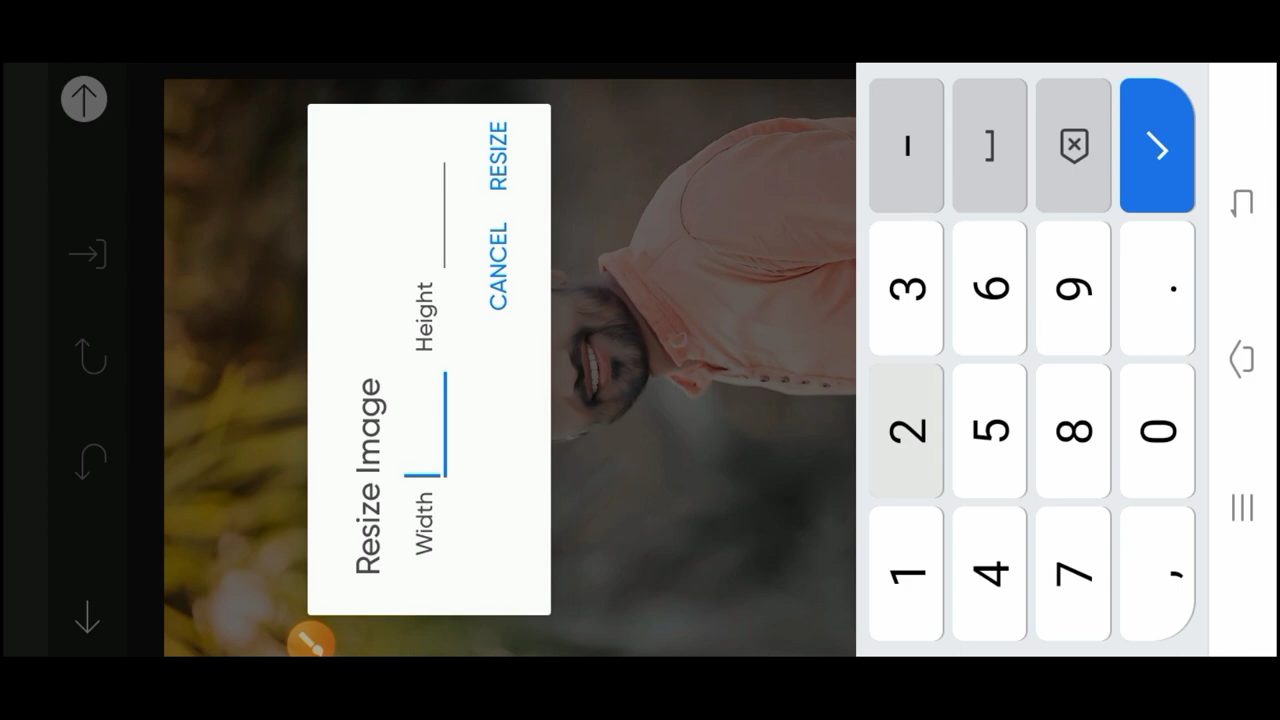 Resize Image
Width Height
CANCEL RESIZE
1 2 3 -
4 5 6
7 8 9
, 0 .